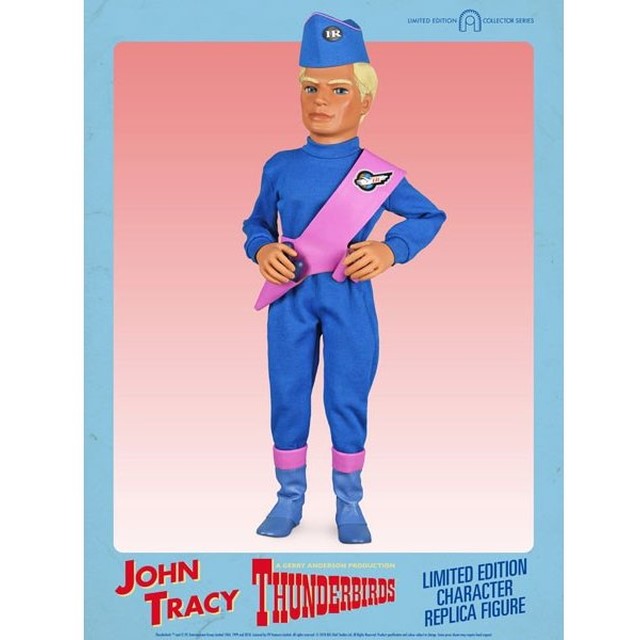 LIMITED EDITION COLLECTOR SERIES
IR
JOHN
TRACY
A GERRY ANDERSON PRODUCTION
THUNDERBIRDS
LIMITED EDITION
CHARACTER
REPLICA FIGURE